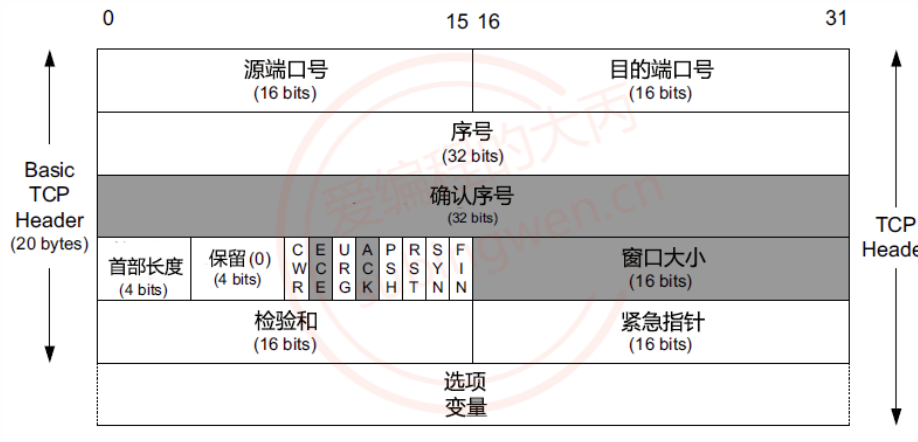 0 15 16 31
源端口号
(16 bits)
目的端口号
(16 bits)
序号
(32 bits)
确认序号
(32 bits)
首部长度
(4 bits)
保留(0)
(4 bits)
CWR
ECE
URG
ACK
PSH
RST
SYN
FIN
窗口大小
(16 bits)
检验和
(16 bits)
紧急指针
(16 bits)
选项
变量
Basic
TCP
Header
(20 bytes)
TCP
Heade
爱编程的大丙
wen.cn